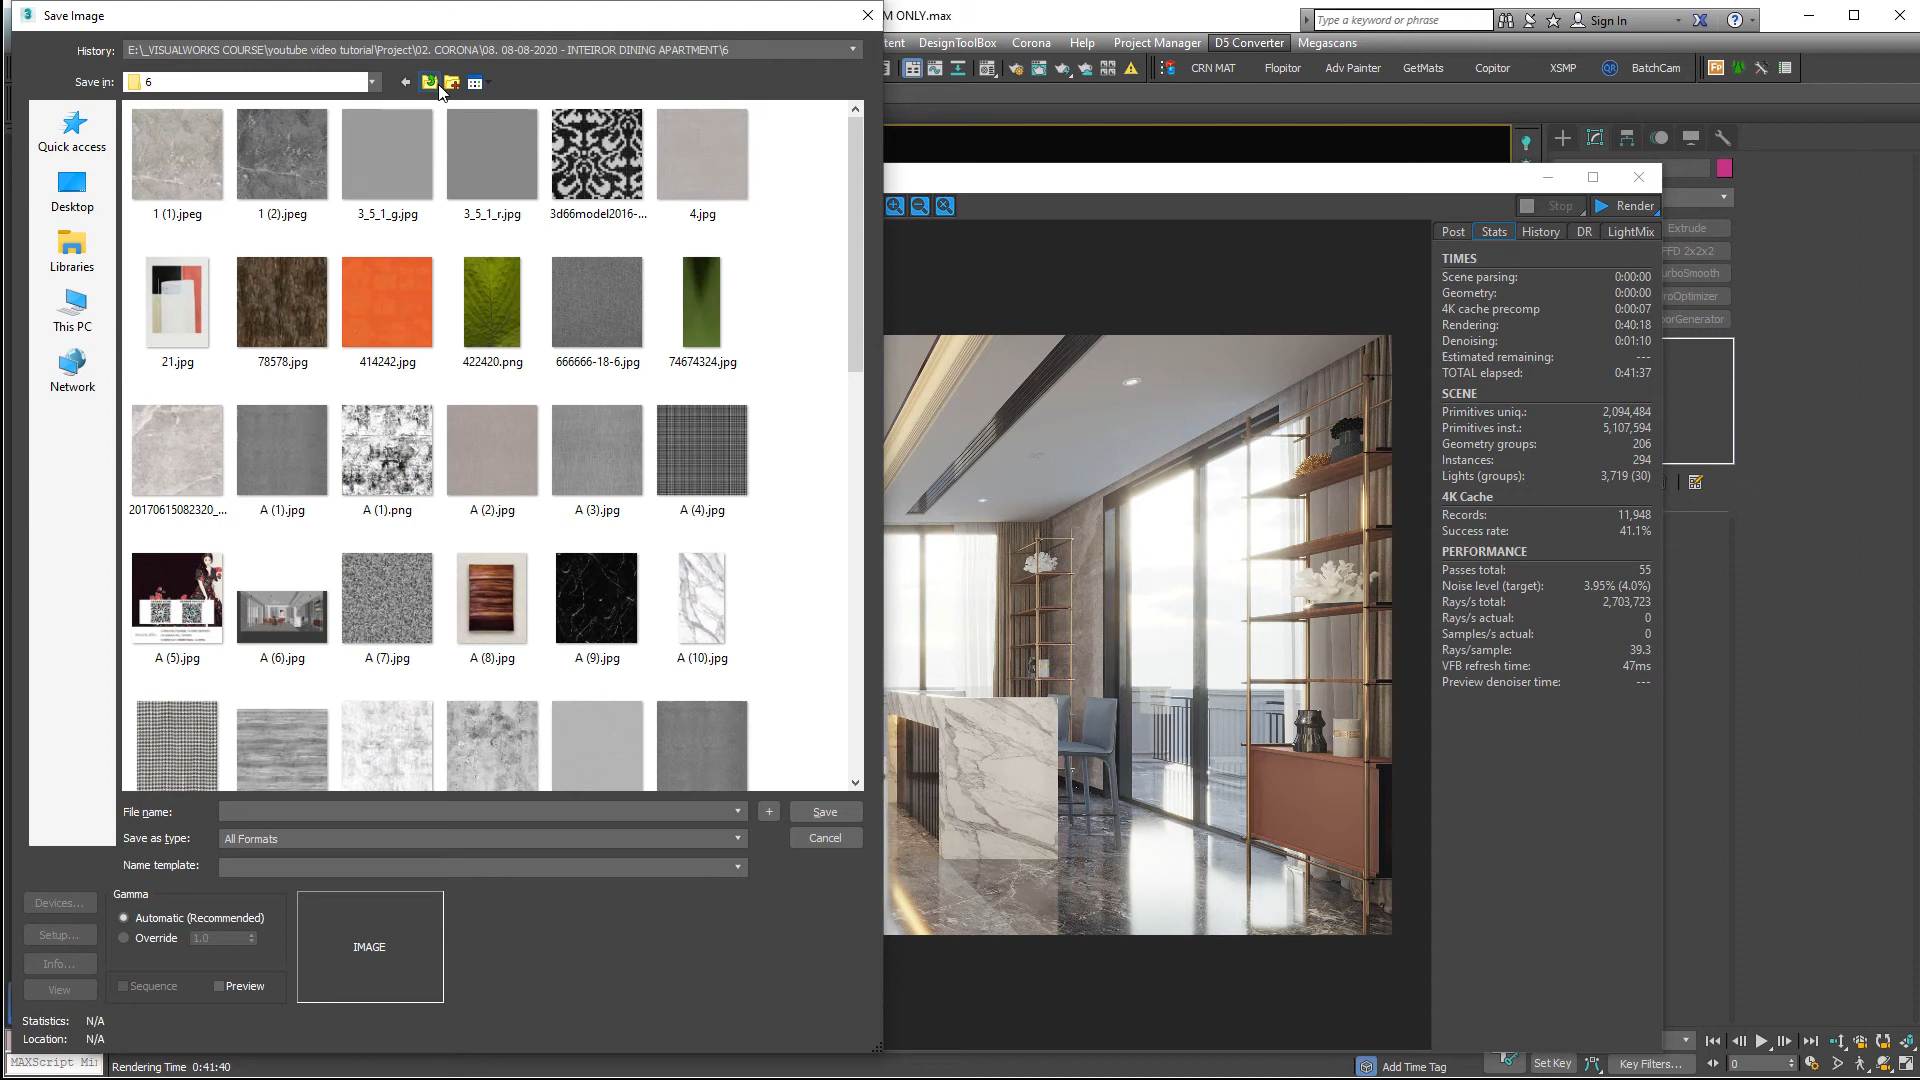 Save Image
M ONLY.max
Type a keyword or phrase
Sign In
History: E:\_VISUALWORKS COURSE\youtube video tutorial\Project\02. CORONA\08. 08-08-2020 - INTEIROR DINING APARTMENT\6
tent DesignToolBox Corona Help Project Manager D5 Converter Megascans
Save in: 6
CRN MAT Flopitor Adv Painter GetMats Copitor XSMP QR BatchCam
Quick access
Desktop
Libraries
This PC
Network
1 (1).jpeg 1 (2).jpeg 3_5_1_g.jpg 3_5_1_r.jpg 3d66model2016-... 4.jpg
21.jpg 78578.jpg 414242.jpg 422420.png 666666-18-6.jpg 74674324.jpg
20170615082320_... A (1).jpg A (1).png A (2).jpg A (3).jpg A (4).jpg
A (5).jpg A (6).jpg A (7).jpg A (8).jpg A (9).jpg A (10).jpg
File name: + Save
Save as type: All Formats Cancel
Name template:
Devices...
Setup...
Info...
View
Gamma
Automatic (Recommended)
Override 1.0
Sequence Preview
IMAGE
Statistics: N/A
Location: N/A
MAXScript Mi
Rendering Time 0:41:40
Stop Render
Post Stats History DR LightMix
TIMES
Scene parsing: 0:00:00
Geometry: 0:00:00
4K cache precomp 0:00:07
Rendering: 0:40:18
Denoising: 0:01:10
Estimated remaining: ---
TOTAL elapsed: 0:41:37
SCENE
Primitives uniq.: 2,094,484
Primitives inst.: 5,107,594
Geometry groups: 206
Instances: 294
Lights (groups): 3,719 (30)
4K Cache
Records: 11,948
Success rate: 41.1%
PERFORMANCE
Passes total: 55
Noise level (target): 3.95% (4.0%)
Rays/s total: 2,703,723
Rays/s actual: 0
Samples/s actual: 0
Rays/sample: 39.3
VFB refresh time: 47ms
Preview denoiser time: ---
Extrude
FFD 2x2x2
urboSmooth
roOptimizer
oorGenerator
Add Time Tag
Set Key
Key Filters...
0